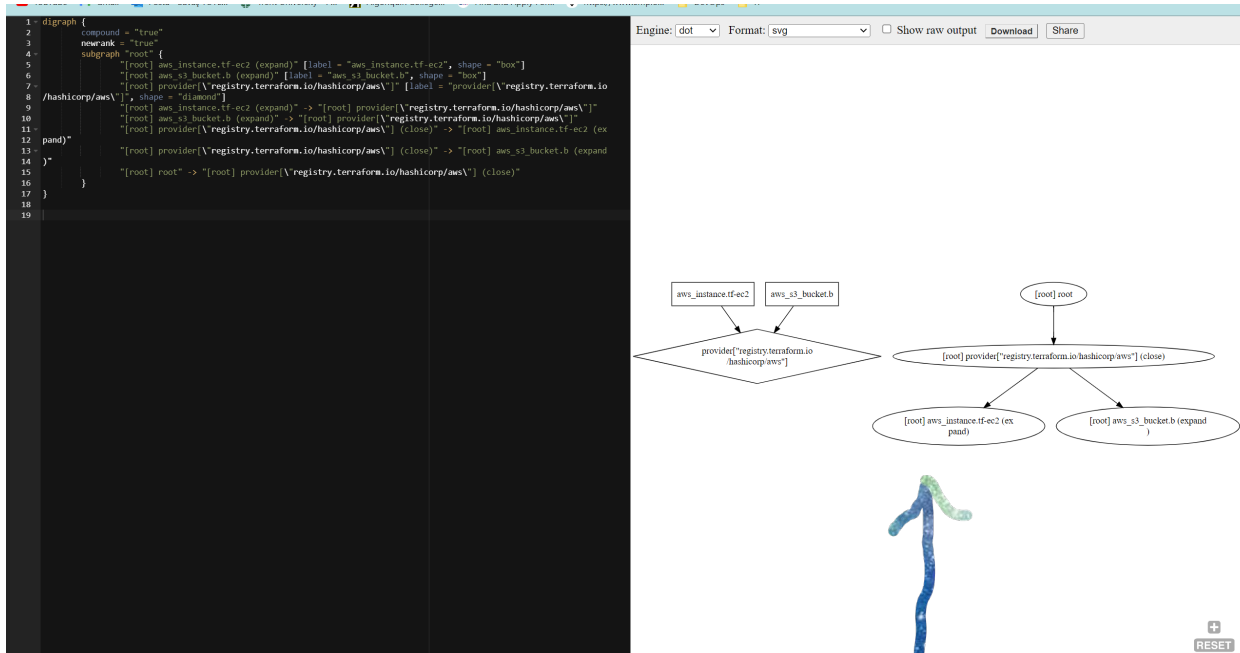 1 digraph {
2 compound = "true"
3 newrank = "true"
4 subgraph "root" {
5 "[root] aws_instance.tf-ec2 (expand)" [label = "aws_instance.tf-ec2", shape = "box"]
6 "[root] aws_s3_bucket.b (expand)" [label = "aws_s3_bucket.b", shape = "box"]
7 "[root] provider[\"registry.terraform.io/hashicorp/aws\"]" [label = "provider[\"registry.terraform.io
8 /hashicorp/aws\"]", shape = "diamond"]
9 "[root] aws_instance.tf-ec2 (expand)" -> "[root] provider[\"registry.terraform.io/hashicorp/aws\"]"
10 "[root] aws_s3_bucket.b (expand)" -> "[root] provider[\"registry.terraform.io/hashicorp/aws\"]"
11 "[root] provider[\"registry.terraform.io/hashicorp/aws\"] (close)" -> "[root] aws_instance.tf-ec2 (ex
12 pand)"
13 "[root] provider[\"registry.terraform.io/hashicorp/aws\"] (close)" -> "[root] aws_s3_bucket.b (expand
14 )"
15 "[root] root" -> "[root] provider[\"registry.terraform.io/hashicorp/aws\"] (close)"
16 }
17 }
18
19
Engine: dot Format: svg Show raw output Download Share
aws_instance.tf-ec2 aws_s3_bucket.b [root] root
provider["registry.terraform.io
/hashicorp/aws"]
[root] provider["registry.terraform.io/hashicorp/aws"] (close)
[root] aws_instance.tf-ec2 (ex
pand)
[root] aws_s3_bucket.b (expand
)
RESET